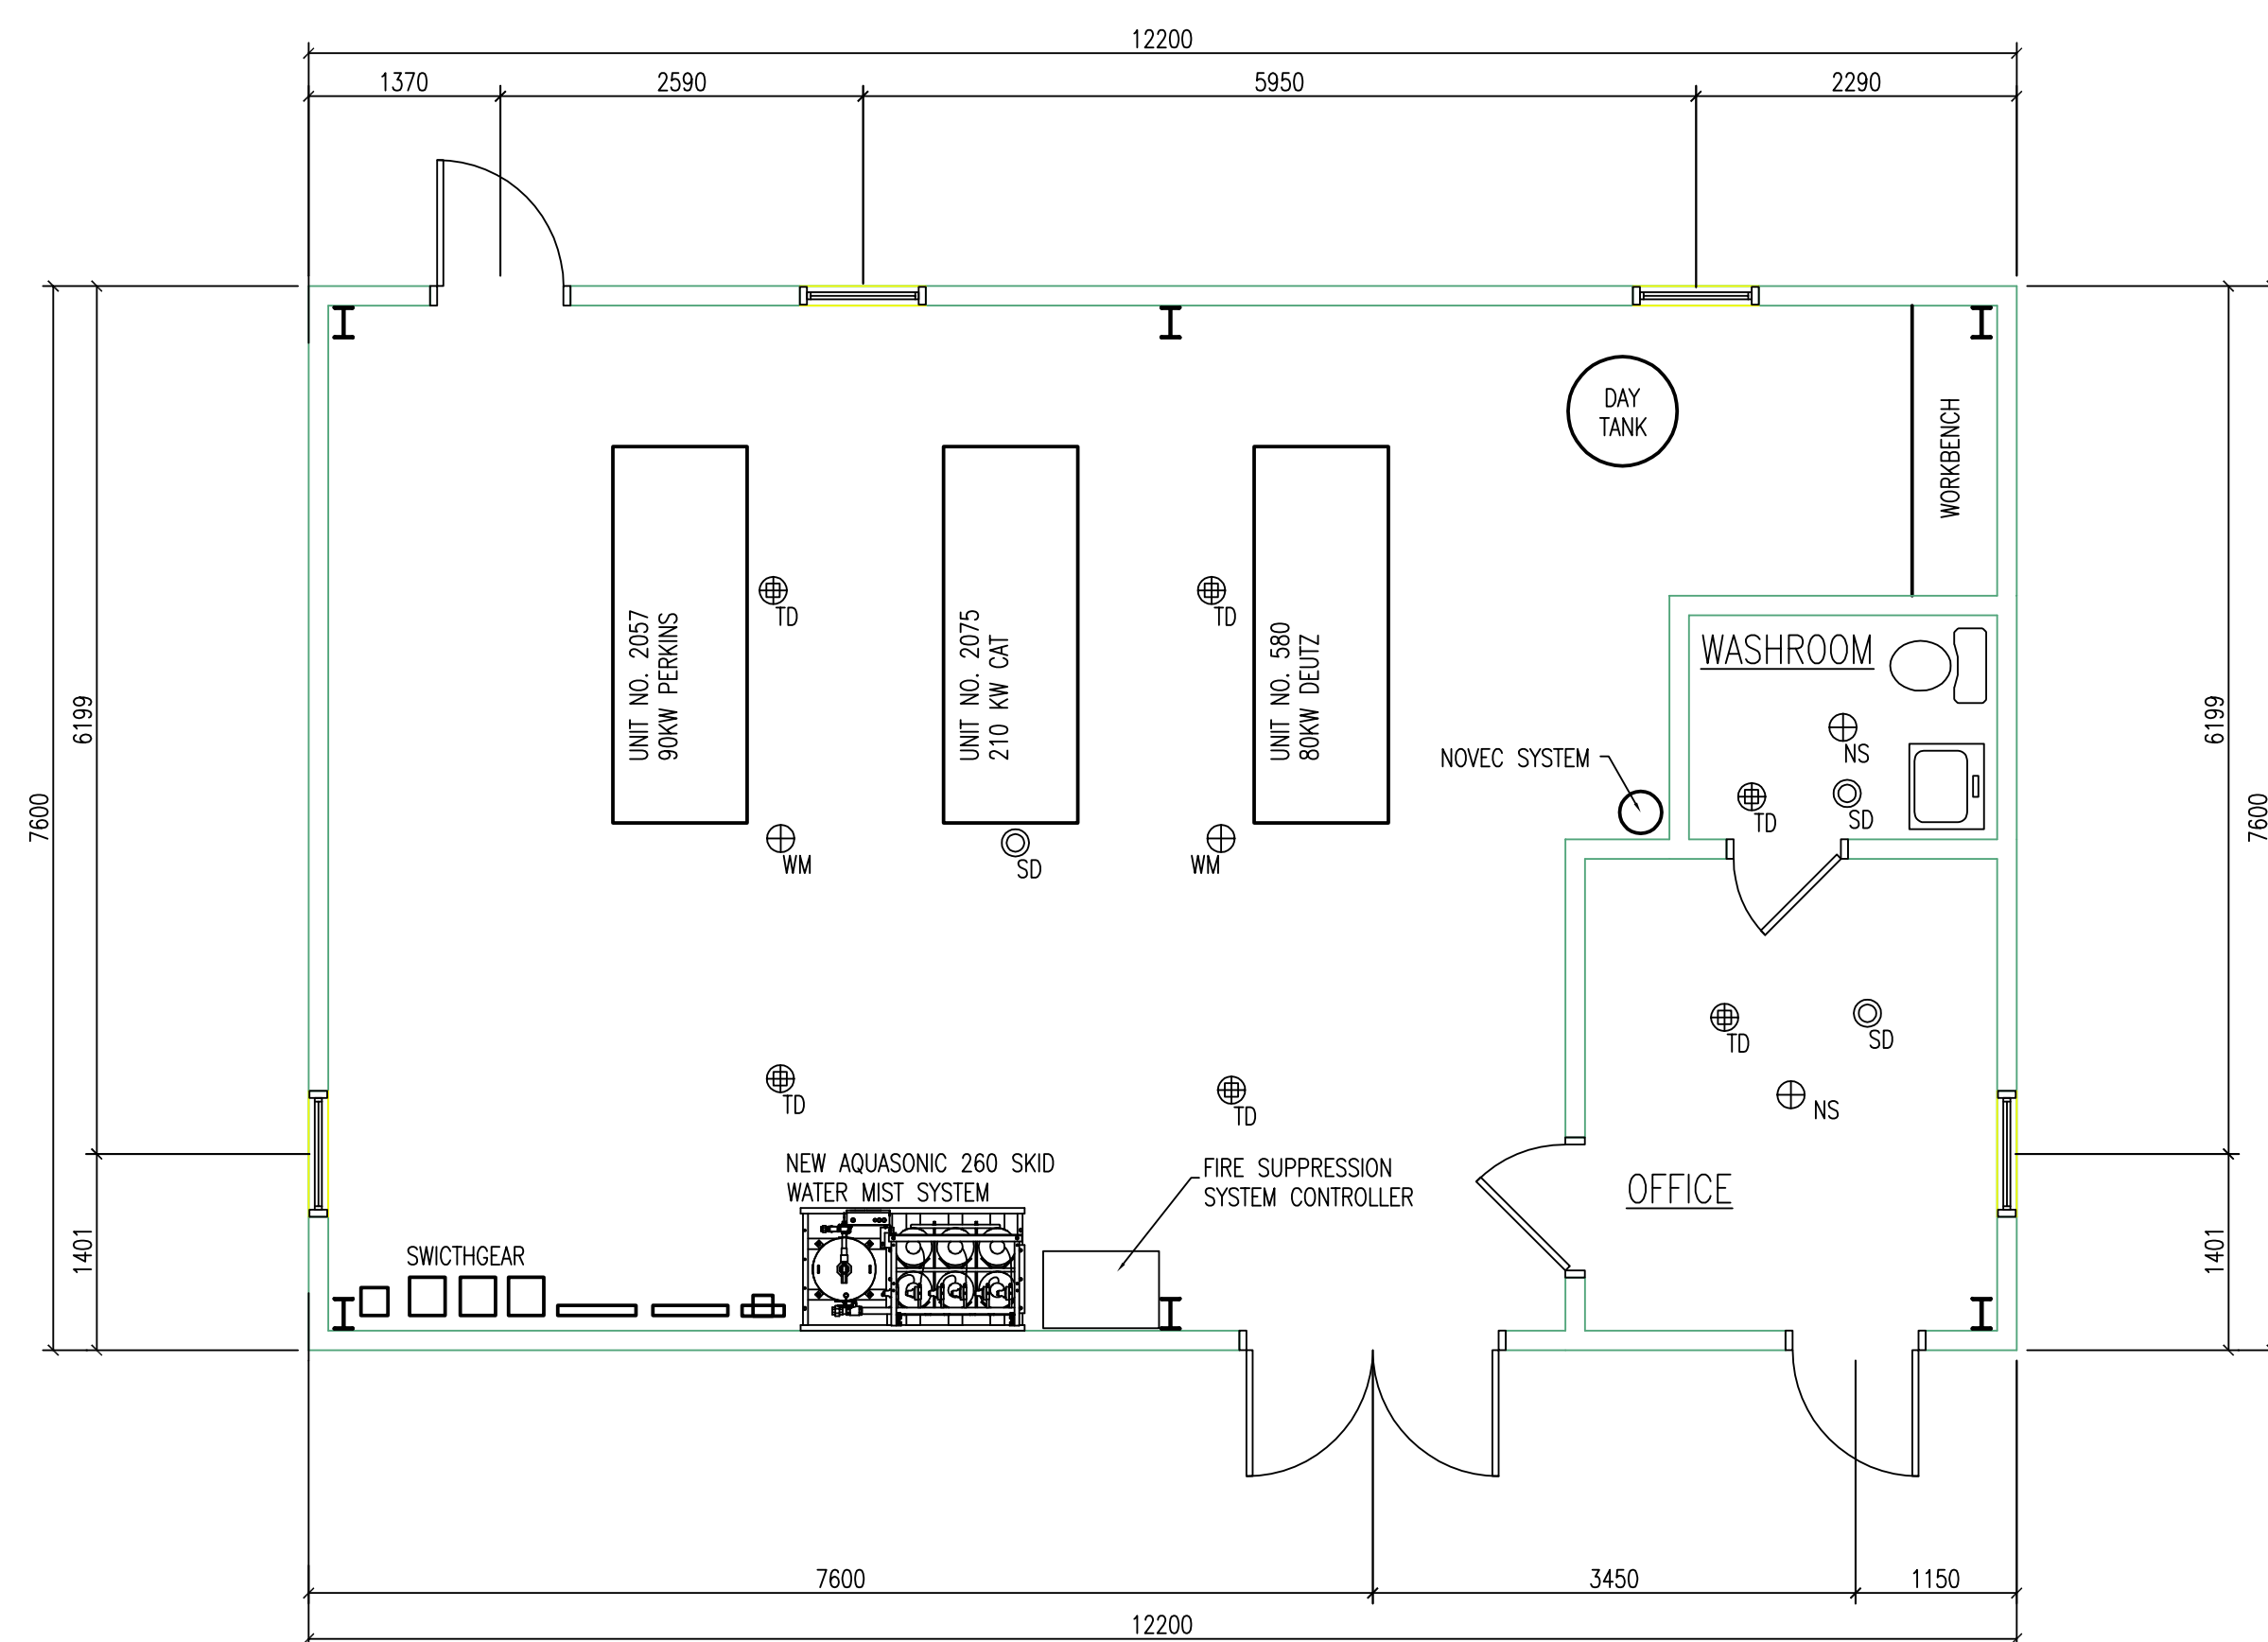 12200
1370
2590
5950
2290
DAY
TANK
WORKBENCH
UNIT NO. 2057
90KW PERKINS
TD
UNIT NO. 2075
210 KW CAT
TD
UNIT NO. 580
80KW DEUTZ
WASHROOM
NS
NOVEC SYSTEM
TD
SD
WM
SD
WM
6199
7600
6199
7600
TD
SD
NS
TD
TD
NEW AQUASONIC 260 SKID
WATER MIST SYSTEM
FIRE SUPPRESSION
SYSTEM CONTROLLER
OFFICE
SWICTHGEAR
1401
1401
7600
3450
1150
12200